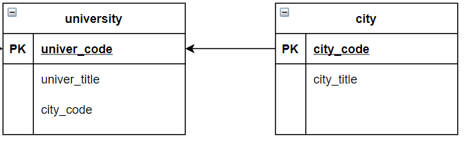 university
PK univer_code
univer_title
city_code
city
PK city_code
city_title